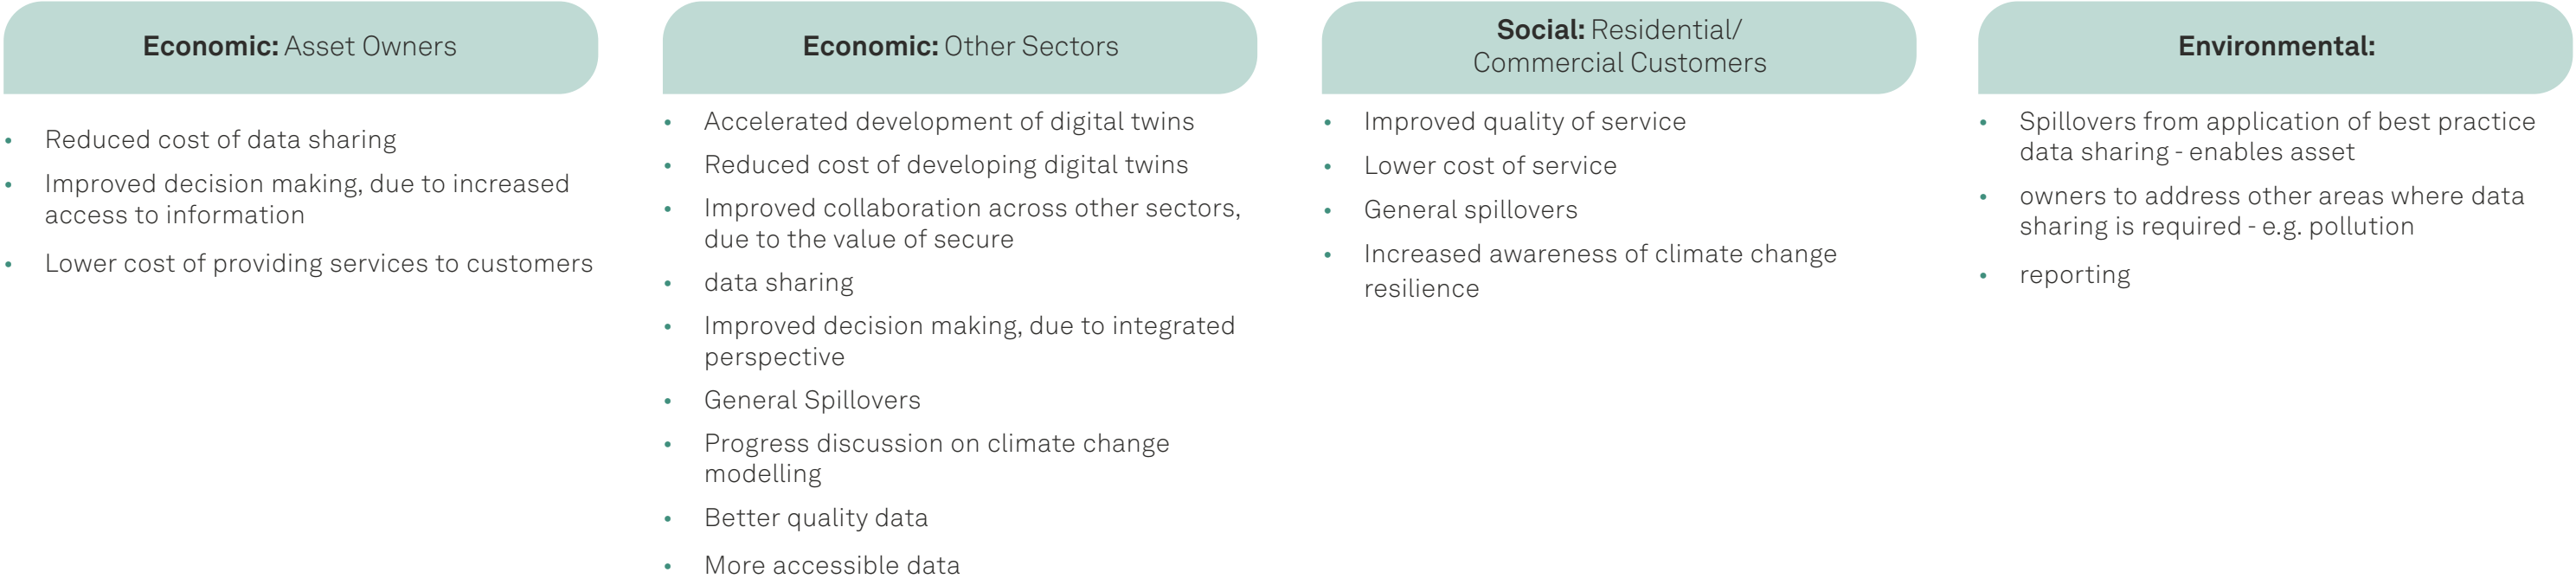 Economic: Asset Owners
• Reduced cost of data sharing
• Improved decision making, due to increased
access to information
• Lower cost of providing services to customers
Economic: Other Sectors
• Accelerated development of digital twins
• Reduced cost of developing digital twins
• Improved collaboration across other sectors,
due to the value of secure
• data sharing
• Improved decision making, due to integrated
perspective
• General Spillovers
• Progress discussion on climate change
modelling
• Better quality data
• More accessible data
Social: Residential/
Commercial Customers
• Improved quality of service
• Lower cost of service
• General spillovers
• Increased awareness of climate change
resilience
Environmental:
• Spillovers from application of best practice
data sharing - enables asset
• owners to address other areas where data
sharing is required - e.g. pollution
• reporting